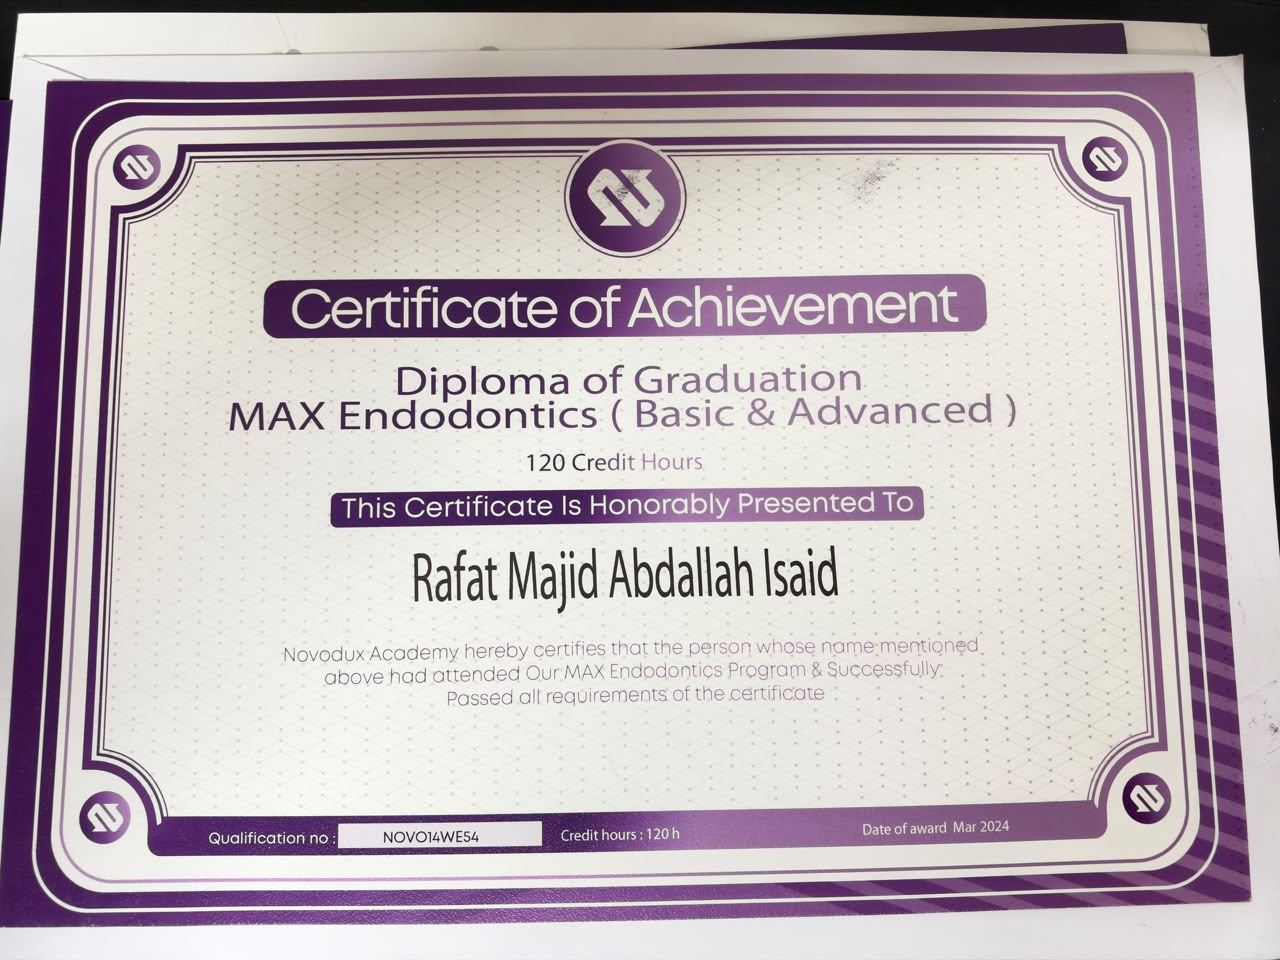 Certificate of Achievement
Diploma of Graduation
MAX Endodontics ( Basic & Advanced )
120 Credit Hours
This Certificate Is Honorably Presented To
Rafat Majid Abdallah Isaid
Novodux Academy hereby certifies that the person whose name mentioned
above had attended Our MAX Endodontics Program & Successfully
Passed all requirements of the certificate
Qualification no : NOVO14WE54 Credit hours : 120 h Date of award Mar 2024